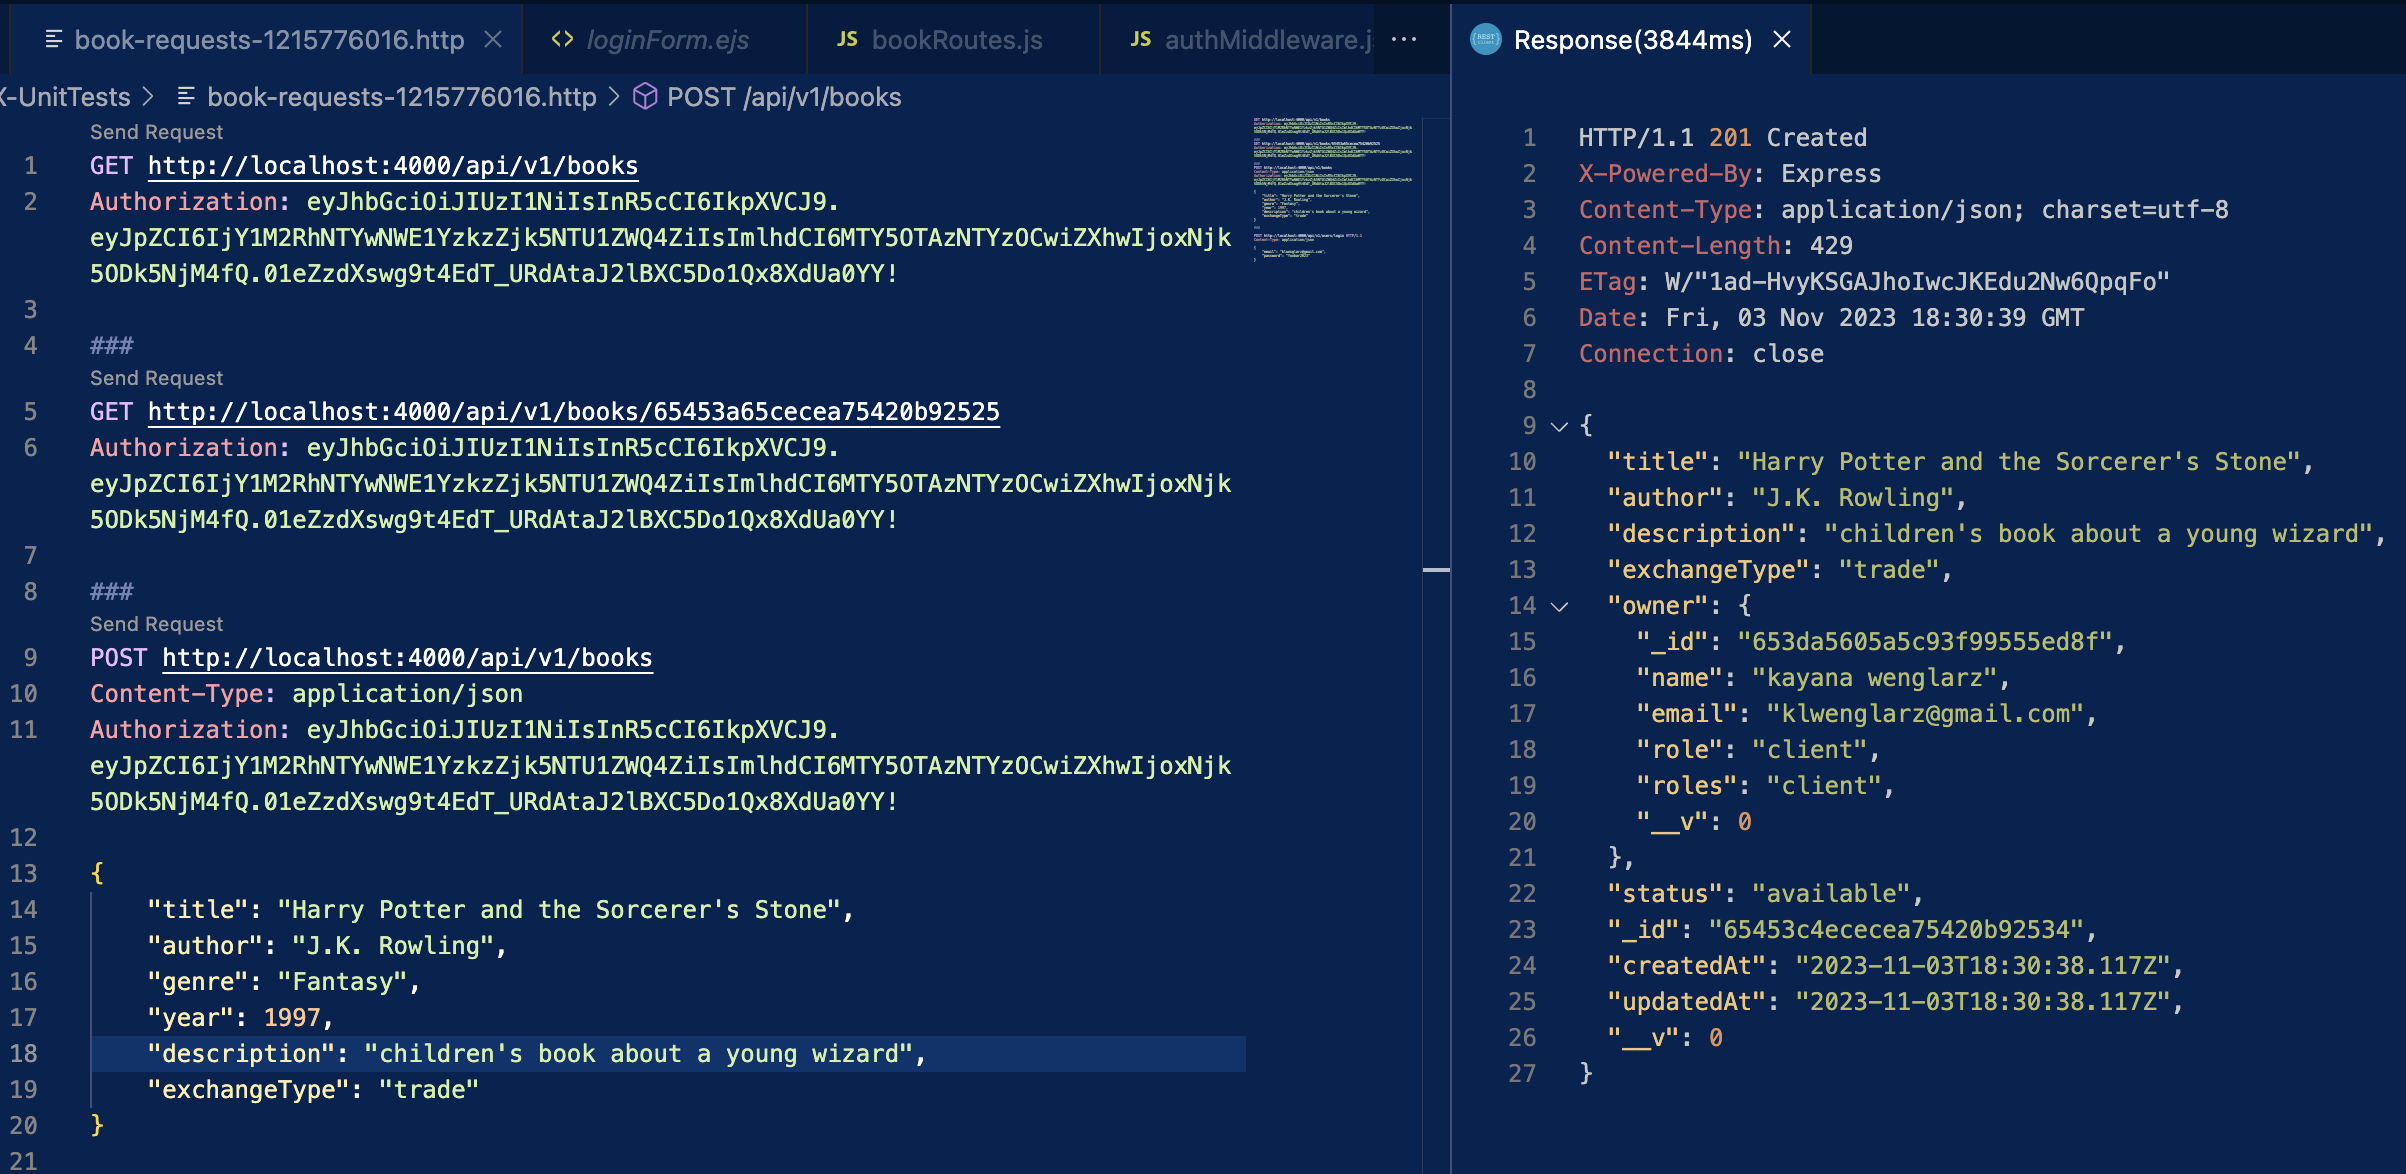 book-requests-1215776016.http
loginForm.ejs
JS bookRoutes.js
JS authMiddleware.j
Response(3844ms)
X-UnitTests > book-requests-1215776016.http > POST /api/v1/books
Send Request
1 GET http://localhost:4000/api/v1/books
2 Authorization: eyJhbGciOiJIUzI1NiIsInR5cCI6IkpXVCJ9.
eyJpZCI6IjY1M2RhNTYwNWE1YzkzZjk5NTU1ZWQ4ZiIsImlhdCI6MTY5OTAzNTYzOCwiZXhwIjoxNjk
5ODk5NjM4fQ.01eZzdXswg9t4EdT_URdAtaJ2lBXC5Do1Qx8XdUa0YY!
3
4 ###
Send Request
5 GET http://localhost:4000/api/v1/books/65453a65cecea75420b92525
6 Authorization: eyJhbGciOiJIUzI1NiIsInR5cCI6IkpXVCJ9.
eyJpZCI6IjY1M2RhNTYwNWE1YzkzZjk5NTU1ZWQ4ZiIsImlhdCI6MTY5OTAzNTYzOCwiZXhwIjoxNjk
5ODk5NjM4fQ.01eZzdXswg9t4EdT_URdAtaJ2lBXC5Do1Qx8XdUa0YY!
7
8 ###
Send Request
9 POST http://localhost:4000/api/v1/books
10 Content-Type: application/json
11 Authorization: eyJhbGciOiJIUzI1NiIsInR5cCI6IkpXVCJ9.
eyJpZCI6IjY1M2RhNTYwNWE1YzkzZjk5NTU1ZWQ4ZiIsImlhdCI6MTY5OTAzNTYzOCwiZXhwIjoxNjk
5ODk5NjM4fQ.01eZzdXswg9t4EdT_URdAtaJ2lBXC5Do1Qx8XdUa0YY!
12
13 {
14 "title": "Harry Potter and the Sorcerer's Stone",
15 "author": "J.K. Rowling",
16 "genre": "Fantasy",
17 "year": 1997,
18 "description": "children's book about a young wizard",
19 "exchangeType": "trade"
20 }
21
1 HTTP/1.1 201 Created
2 X-Powered-By: Express
3 Content-Type: application/json; charset=utf-8
4 Content-Length: 429
5 ETag: W/"1ad-HvyKSGAJhoIwcJKEdu2Nw6QpqFo"
6 Date: Fri, 03 Nov 2023 18:30:39 GMT
7 Connection: close
8
9 {
10 "title": "Harry Potter and the Sorcerer's Stone",
11 "author": "J.K. Rowling",
12 "description": "children's book about a young wizard",
13 "exchangeType": "trade",
14 "owner": {
15 "_id": "653da5605a5c93f99555ed8f",
16 "name": "kayana wenglarz",
17 "email": "klwenglarz@gmail.com",
18 "role": "client",
19 "roles": "client",
20 "__v": 0
21 },
22 "status": "available",
23 "_id": "65453c4ececea75420b92534",
24 "createdAt": "2023-11-03T18:30:38.117Z",
25 "updatedAt": "2023-11-03T18:30:38.117Z",
26 "__v": 0
27 }